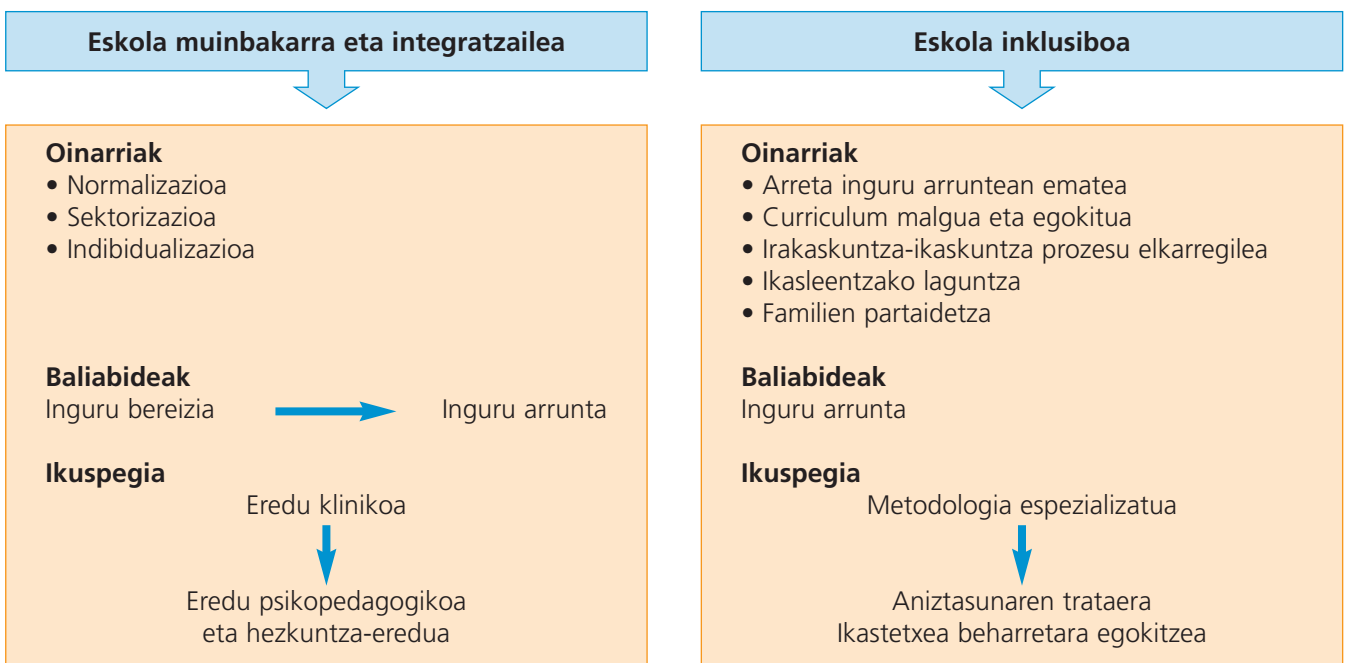 Eskola muinbakarra eta integratzailea
Oinarriak
• Normalizazioa
• Sektorizazioa
• Indibidualizazioa
Baliabideak
Inguru bereizia Inguru arrunta
Ikuspegia
Eredu klinikoa
Eredu psikopedagogikoa
eta hezkuntza-eredua
Eskola inklusiboa
Oinarriak
• Arreta inguru arruntean ematea
• Curriculum malgua eta egokitua
• Irakaskuntza-ikaskuntza prozesu elkarregilea
• Ikasleentzako laguntza
• Familien partaidetza
Baliabideak
Inguru arrunta
Ikuspegia
Metodologia espezializatua
Aniztasunaren trataera
Ikastetxea beharretara egokitzea